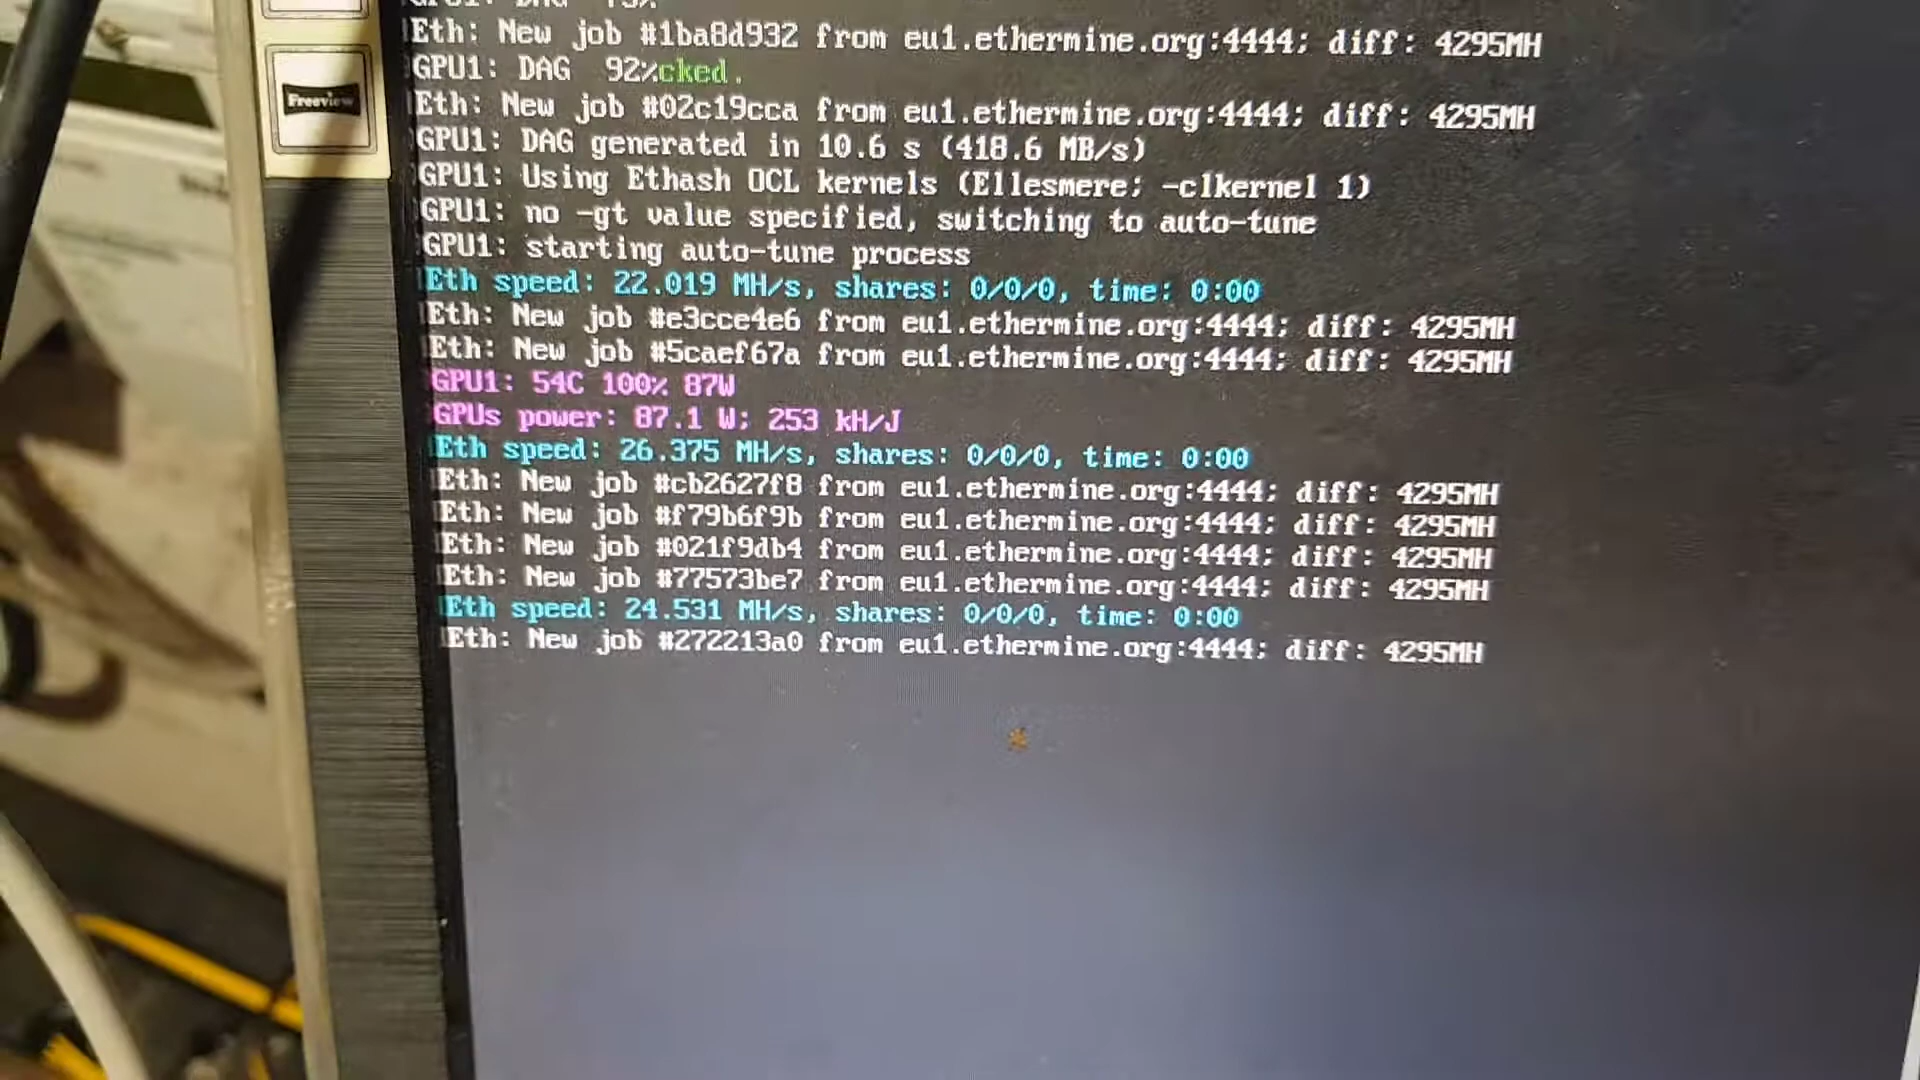 GPU1: DAG
Eth: New job #1ba8d932 from eu1.ethermine.org:4444; diff: 4295MH
GPU1: DAG 92%cked.
Freeview
Eth: New job #02c19cca from eu1.ethermine.org:4444; diff: 4295MH
GPU1: DAG generated in 10.6 s (418.6 MB/s)
GPU1: Using Ethash OCL kernels (Ellesmere; -clkernel 1)
GPU1: no -gt value specified, switching to auto-tune
GPU1: starting auto-tune process
Eth speed: 22.019 MH/s, shares: 0/0/0, time: 0:00
Eth: New job #e3cce4e6 from eu1.ethermine.org:4444; diff: 4295MH
Eth: New job #5caef67a from eu1.ethermine.org:4444; diff: 4295MH
GPU1: 54C 100% 87W
GPUs power: 87.1 W; 253 kH/J
Eth speed: 26.375 MH/s, shares: 0/0/0, time: 0:00
Eth: New job #cb2627f8 from eu1.ethermine.org:4444; diff: 4295MH
Eth: New job #f79b6f9b from eu1.ethermine.org:4444; diff: 4295MH
Eth: New job #021f9db4 from eu1.ethermine.org:4444; diff: 4295MH
Eth: New job #77573be7 from eu1.ethermine.org:4444; diff: 4295MH
Eth speed: 24.531 MH/s, shares: 0/0/0, time: 0:00
Eth: New job #272213a0 from eu1.ethermine.org:4444; diff: 4295MH